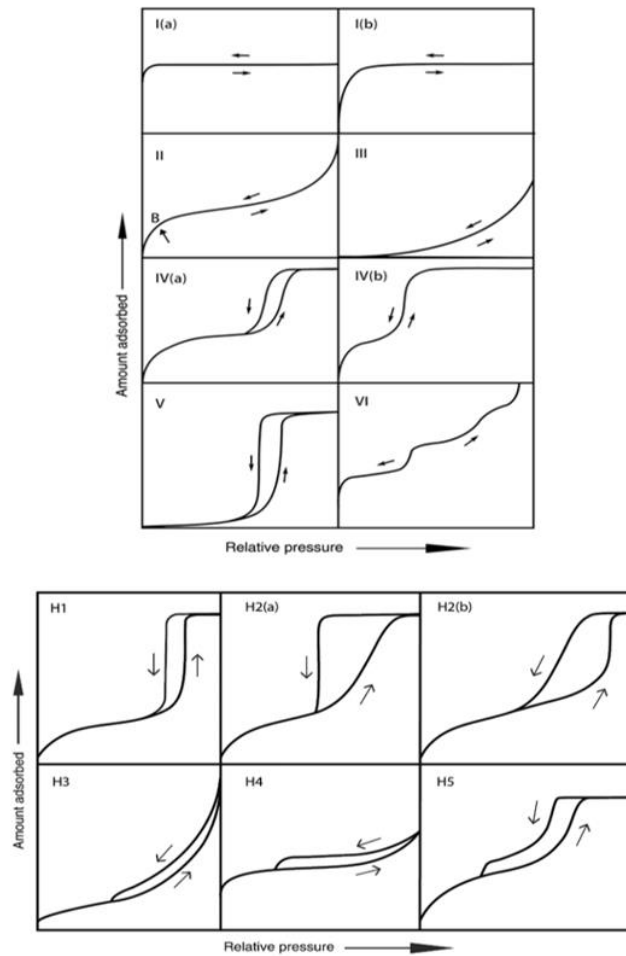 I(a)
I(b)
II
III
B
IV(a)
IV(b)
V
VI
Amount adsorbed
Relative pressure
H1
H2(a)
H2(b)
H3
H4
H5
Amount adsorbed
Relative pressure